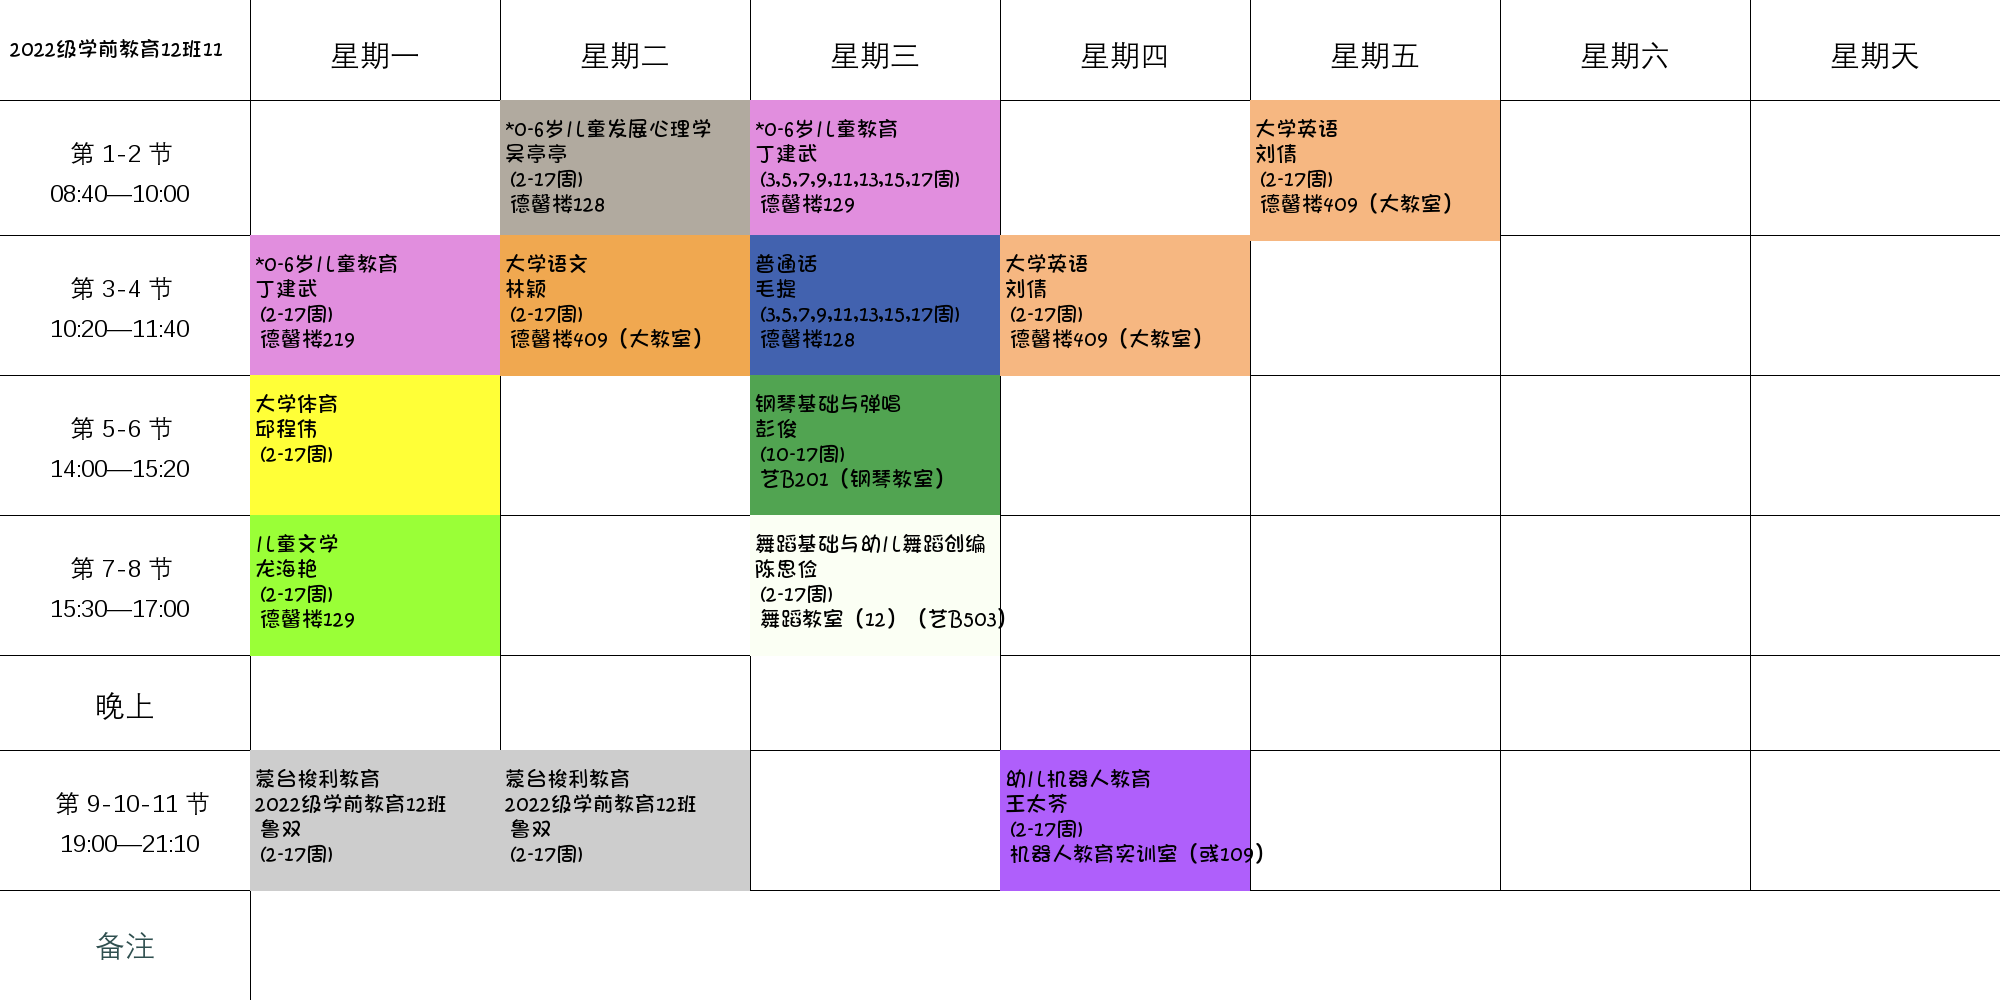 2022级学前教育12班11
星期一
星期二
星期三
星期四
星期五
星期六
星期天
第 1-2 节
08:40—10:00
*0-6岁儿童发展心理学
吴亭亭
(2-17周)
德馨楼128
*0-6岁儿童教育
丁建武
(3,5,7,9,11,13,15,17周)
德馨楼129
大学英语
刘倩
(2-17周)
德馨楼409（大教室）
第 3-4 节
10:20—11:40
*0-6岁儿童教育
丁建武
(2-17周)
德馨楼219
大学语文
林颖
(2-17周)
德馨楼409（大教室）
普通话
毛提
(3,5,7,9,11,13,15,17周)
德馨楼128
大学英语
刘倩
(2-17周)
德馨楼409（大教室）
第 5-6 节
14:00—15:20
大学体育
邱程伟
(2-17周)
钢琴基础与弹唱
彭俊
(10-17周)
艺B201（钢琴教室）
第 7-8 节
15:30—17:00
儿童文学
龙海艳
(2-17周)
德馨楼129
舞蹈基础与幼儿舞蹈创编
陈思俭
(2-17周)
舞蹈教室（12）（艺B503）
晚上
第 9-10-11 节
19:00—21:10
蒙台梭利教育
2022级学前教育12班
鲁双
(2-17周)
蒙台梭利教育
2022级学前教育12班
鲁双
(2-17周)
幼儿机器人教育
王太芬
(2-17周)
机器人教育实训室（彧109）
备注